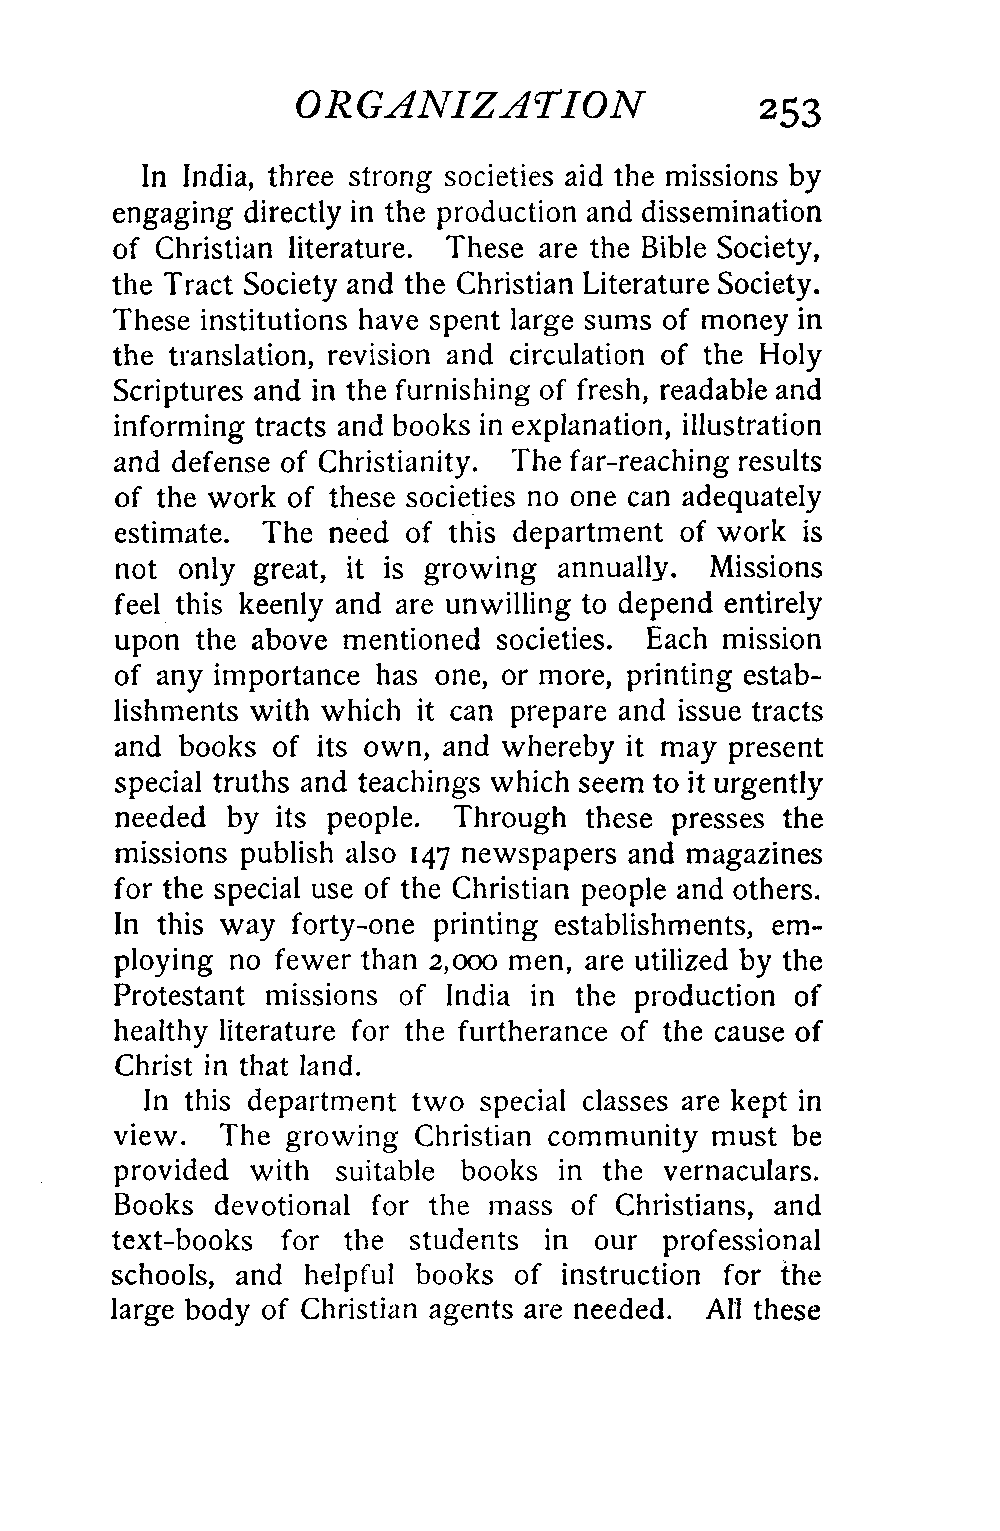 ORGANIZATION 253
In India, three strong societies aid the missions by
engaging directly in the production and dissemination
of Christian literature. These are the Bible Society,
the Tract Society and the Christian Literature Society.
These institutions have spent large sums of money in
the translation, revision and circulation of the Holy
Scriptures and in the furnishing of fresh, readable and
informing tracts and books in explanation, illustration
and defense of Christianity. The far-reaching results
of the work of these societies no one can adequately
estimate. The need of this department of work is
not only great, it is growing annually. Missions
feel this keenly and are unwilling to depend entirely
upon the above mentioned societies. Each mission
of any importance has one, or more, printing estab-
lishments with which it can prepare and issue tracts
and books of its own, and whereby it may present
special truths and teachings which seem to it urgently
needed by its people. Through these presses the
missions publish also 147 newspapers and magazines
for the special use of the Christian people and others.
In this way forty-one printing establishments, em-
ploying no fewer than 2,000 men, are utilized by the
Protestant missions of India in the production of
healthy literature for the furtherance of the cause of
Christ in that land.
In this department two special classes are kept in
view. The growing Christian community must be
provided with suitable books in the vernaculars.
Books devotional for the mass of Christians, and
text-books for the students in our professional
schools, and helpful books of instruction for the
large body of Christian agents are needed. All these